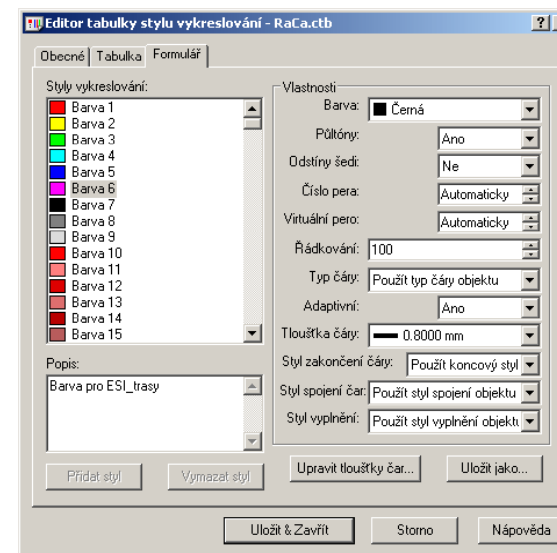 Editor tabulky stylu vykreslování - RaCa.ctb
Obecné Tabulka Formulář
Styly vykreslování:
Barva 1
Barva 2
Barva 3
Barva 4
Barva 5
Barva 6
Barva 7
Barva 8
Barva 9
Barva 10
Barva 11
Barva 12
Barva 13
Barva 14
Barva 15
Popis:
Barva pro ESI_trasy
Přidat styl Vymazat styl
Vlastnosti
Barva: Černá
Půltóny: Ano
Odstíny šedi: Ne
Číslo pera: Automaticky
Virtuální pero: Automaticky
Řádkování: 100
Typ čáry: Použít typ čáry objektu
Adaptivní: Ano
Tloušťka čáry: 0.8000 mm
Styl zakončení čáry: Použít koncový styl
Styl spojení čar: Použít styl spojení objektu
Styl vyplnění: Použít styl vyplnění objektu
Upravit tloušťky čar... Uložit jako...
Uložit & Zavřít Storno Nápověda